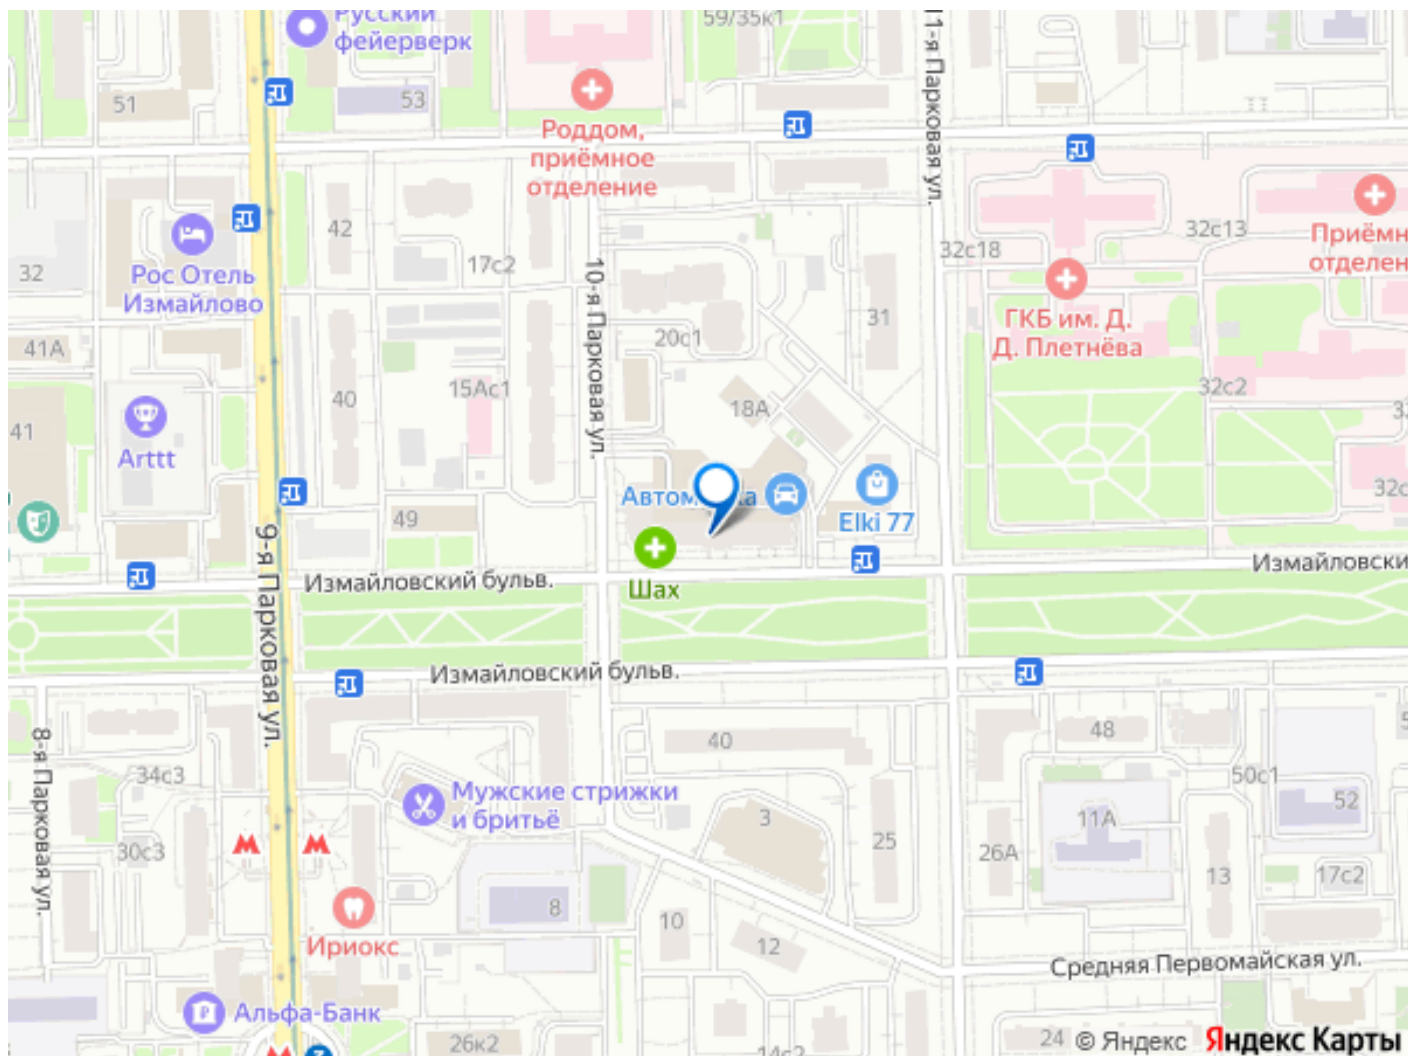 Русский
фейерверк
59/35к1
11-я Парковая ул.
51
53
Роддом,
приёмное
отделение
42
32с18
32с13
Приёмн
отделен
Рос Отель
Измайлово
32
17с2
10-я Парковая ул.
20с1
31
ГКБ им. Д.
Д. Плетнёва
41А
40
15Ас1
18А
32с2
41
Arttt
49
Elki 77
32с
9-я Парковая ул.
Измайловский бульв.
Шах
Измайловски
Измайловский бульв.
8-я Парковая ул.
34с3
40
48
50с1
52
Мужские стрижки
и бритьё
3
25
11А
30с3
26А
13
17с2
8
10
12
Ириокс
Средняя Первомайская ул.
Альфа-Банк
26к2
14с2
24
© Яндекс
Яндекс Карты